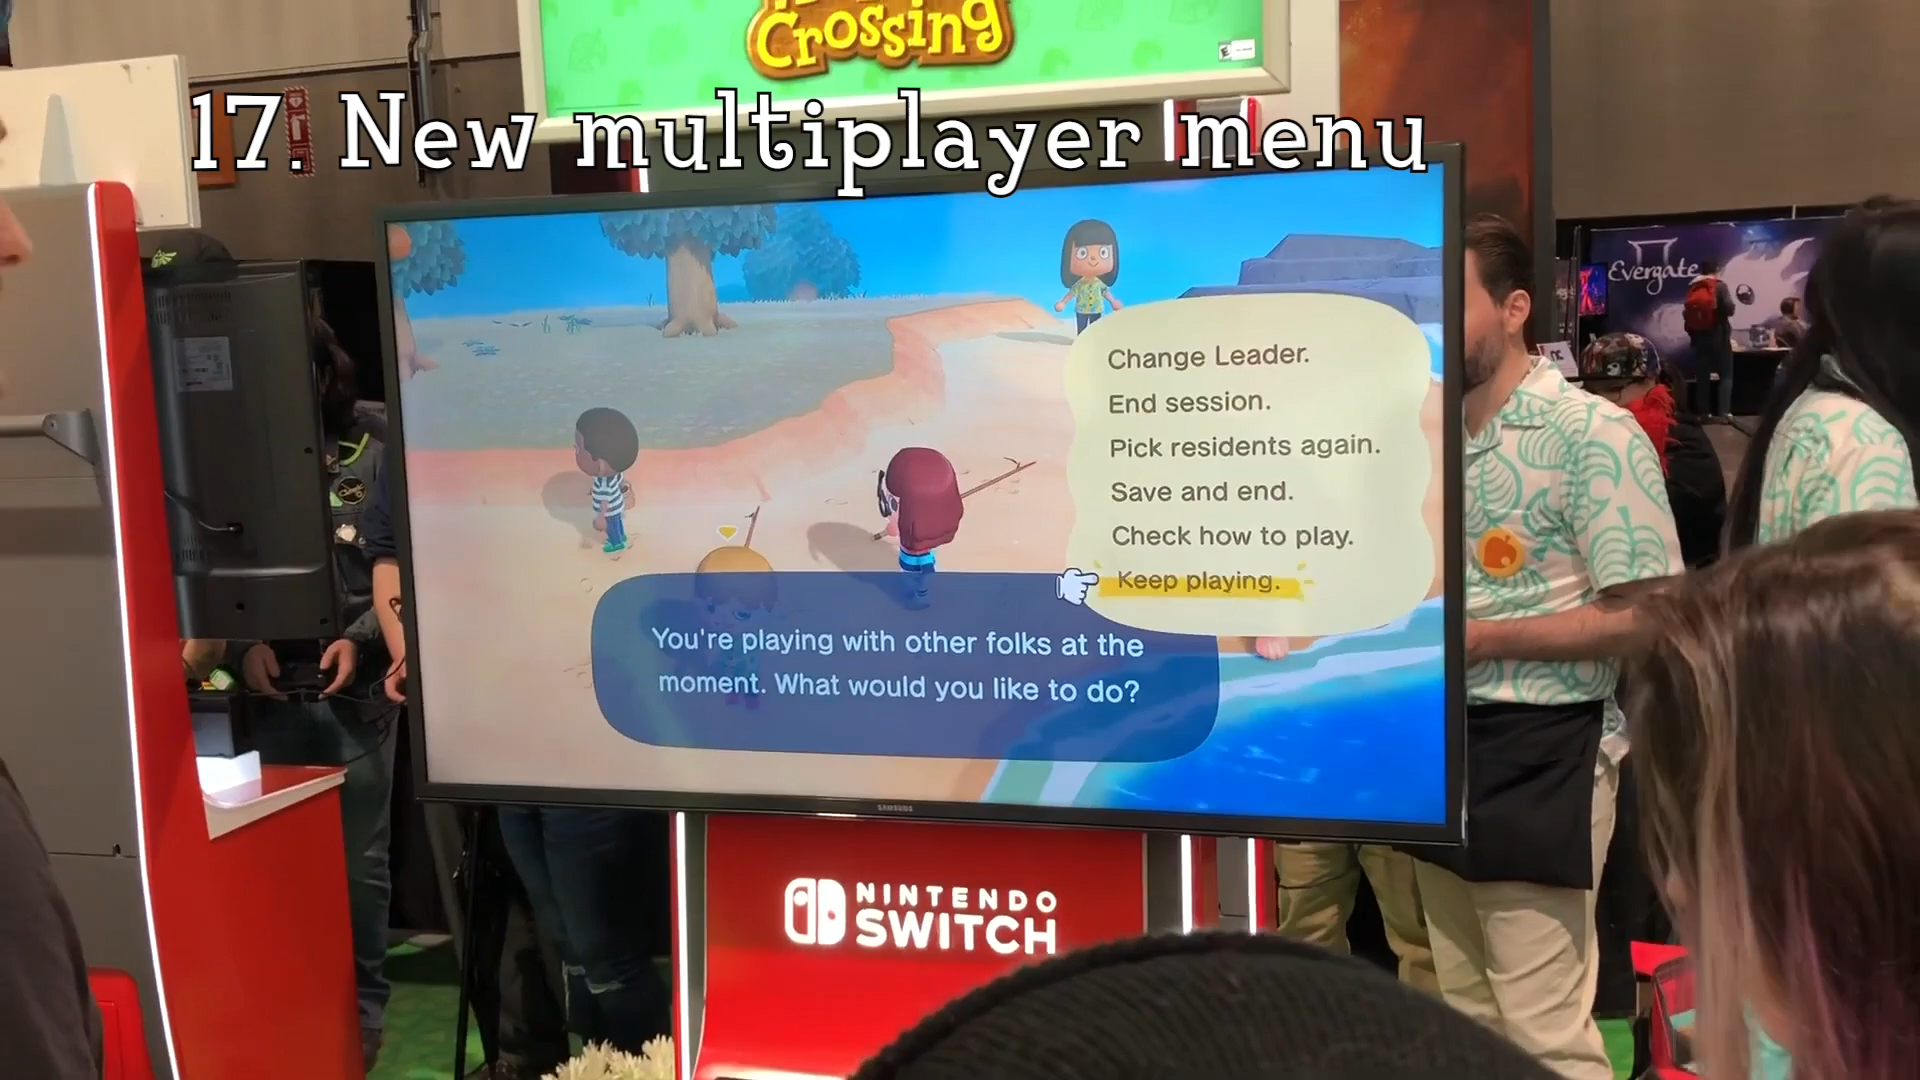 Crossing
E
17. New multiplayer menu
Evergate
Change Leader.
End session.
Pick residents again.
Save and end.
Check how to play.
Keep playing.
You're playing with other folks at the
moment. What would you like to do?
SAMSUNG
NINTENDO
SWITCH